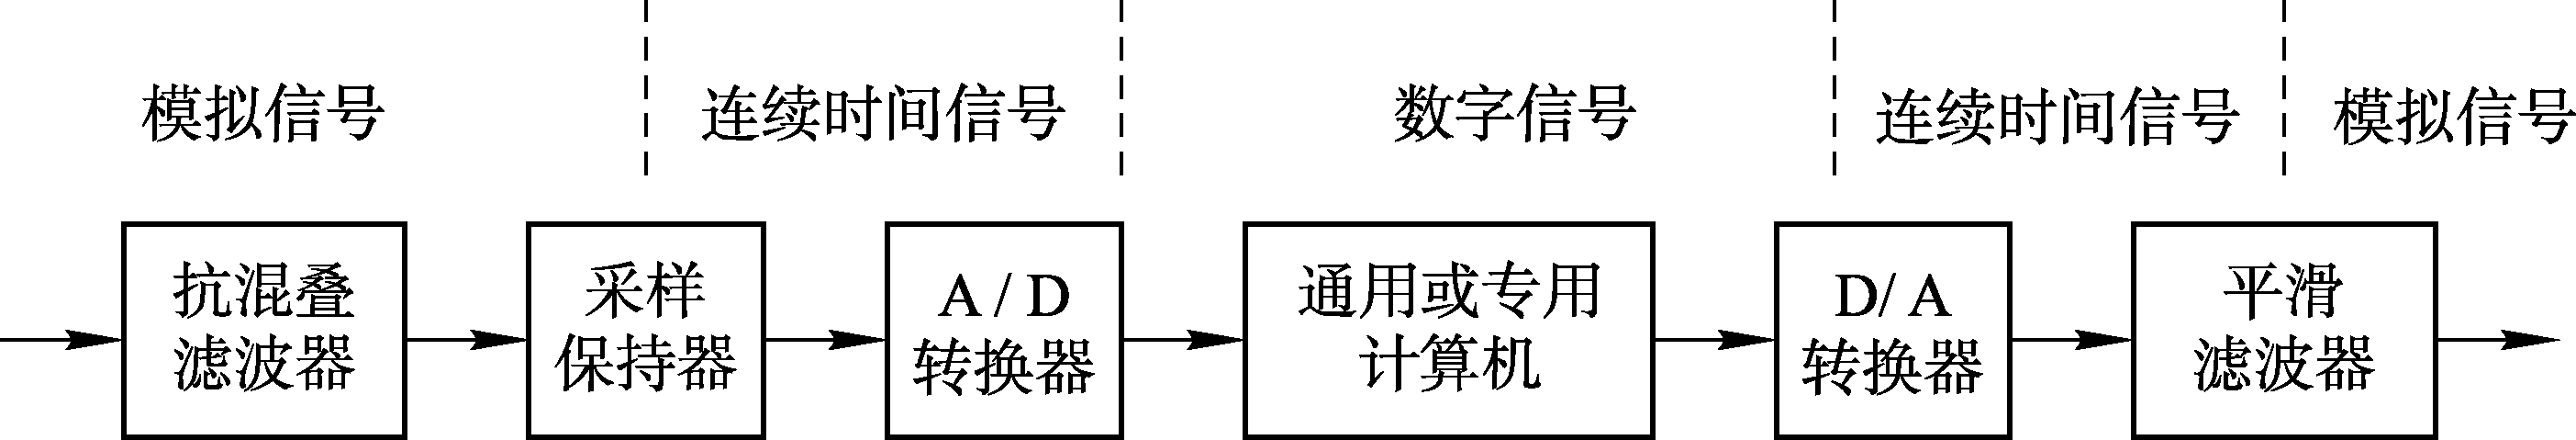 模拟信号
连续时间信号
数字信号
连续时间信号
模拟信号
抗混叠
滤波器
采样
保持器
A / D
转换器
通用或专用
计算机
D/ A
转换器
平滑
滤波器